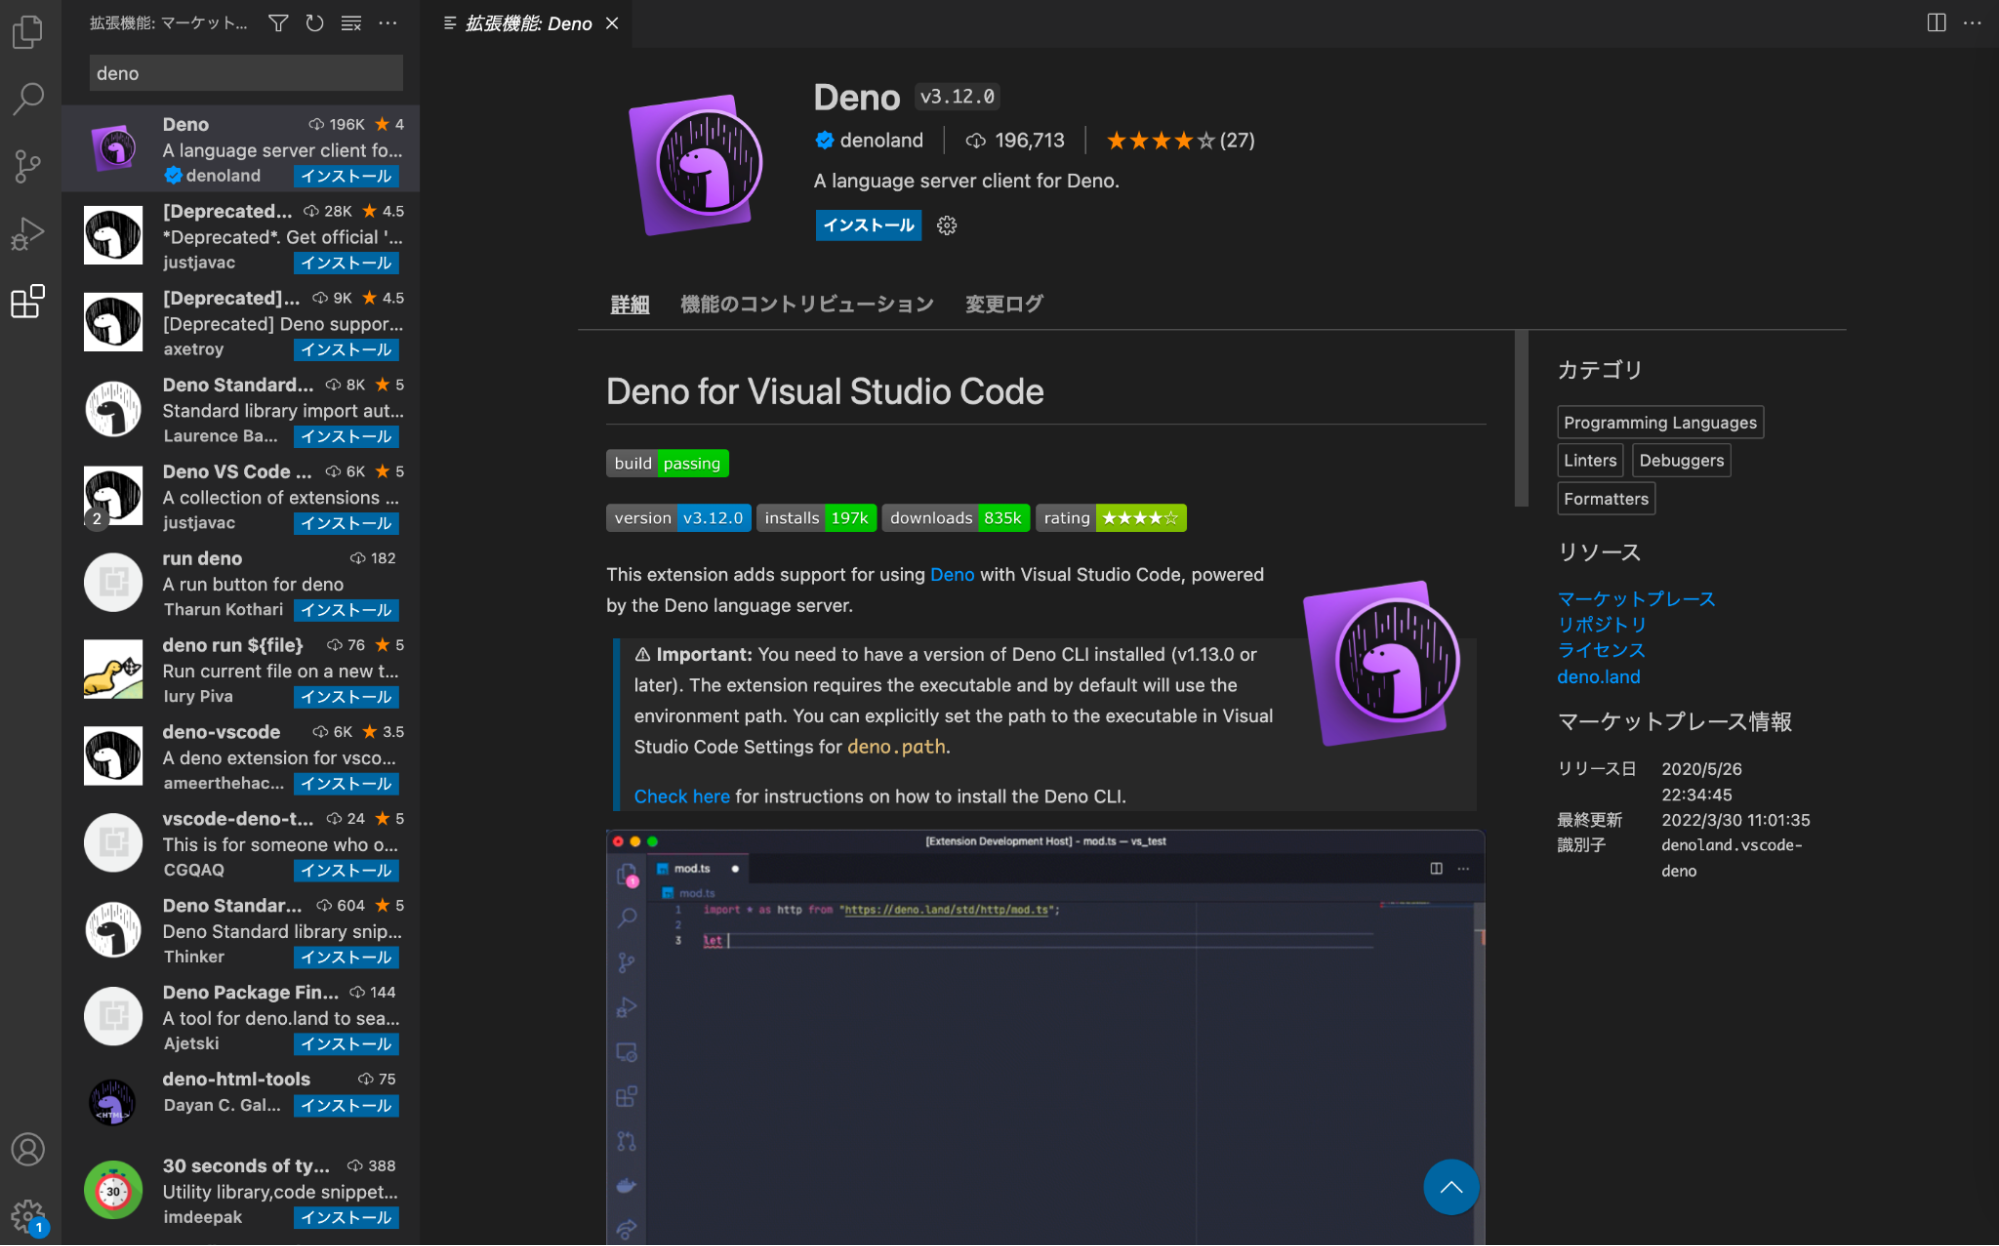 拡張機能: マーケット...
deno
Deno 196K ★ 4
A language server client fo...
denoland インストール
[Deprecated... 28K ★ 4.5
*Deprecated*. Get official '...
justjavac インストール
[Deprecated]... 9K ★ 4.5
[Deprecated] Deno suppor...
axetroy インストール
Deno Standard... 8K ★ 5
Standard library import aut...
Laurence Ba... インストール
Deno VS Code ... 6K ★ 5
A collection of extensions ...
2
justjavac インストール
run deno 182
A run button for deno
Tharun Kothari インストール
deno run ${file} 76 ★ 5
Run current file on a new t...
Iury Piva インストール
deno-vscode 6K ★ 3.5
A deno extension for vsco...
ameerthehac... インストール
vscode-deno-t... 24 ★ 5
This is for someone who o...
CGQAQ インストール
Deno Standar... 604 ★ 5
Deno Standard library snip...
Thinker インストール
Deno Package Fin... 144
A tool for deno.land to sea...
Ajetski インストール
deno-html-tools 75
<HTML>
Dayan C. Gal... インストール
30 seconds of ty... 388
30
Utility library,code snippet...
imdeepak インストール
1
拡張機能: Deno
Deno v3.12.0
denoland 196,713 ★★★★☆(27)
A language server client for Deno.
インストール
詳細 機能のコントリビューション 変更ログ
Deno for Visual Studio Code
build passing
version v3.12.0 installs 197k downloads 835k rating ★★★★☆
This extension adds support for using Deno with Visual Studio Code, powered
by the Deno language server.
⚠ Important: You need to have a version of Deno CLI installed (v1.13.0 or
later). The extension requires the executable and by default will use the
environment path. You can explicitly set the path to the executable in Visual
Studio Code Settings for deno.path.
Check here for instructions on how to install the Deno CLI.
[Extension Development Host] - mod.ts — vs_test
1
mod.ts
mod.ts
1 import * as http from "https://deno.land/std/http/mod.ts";
2
3 let
カテゴリ
Programming Languages
Linters Debuggers
Formatters
リソース
マーケットプレース
リポジトリ
ライセンス
deno.land
マーケットプレース情報
リリース日 2020/5/26
22:34:45
最終更新 2022/3/30 11:01:35
識別子 denoland.vscode-
deno